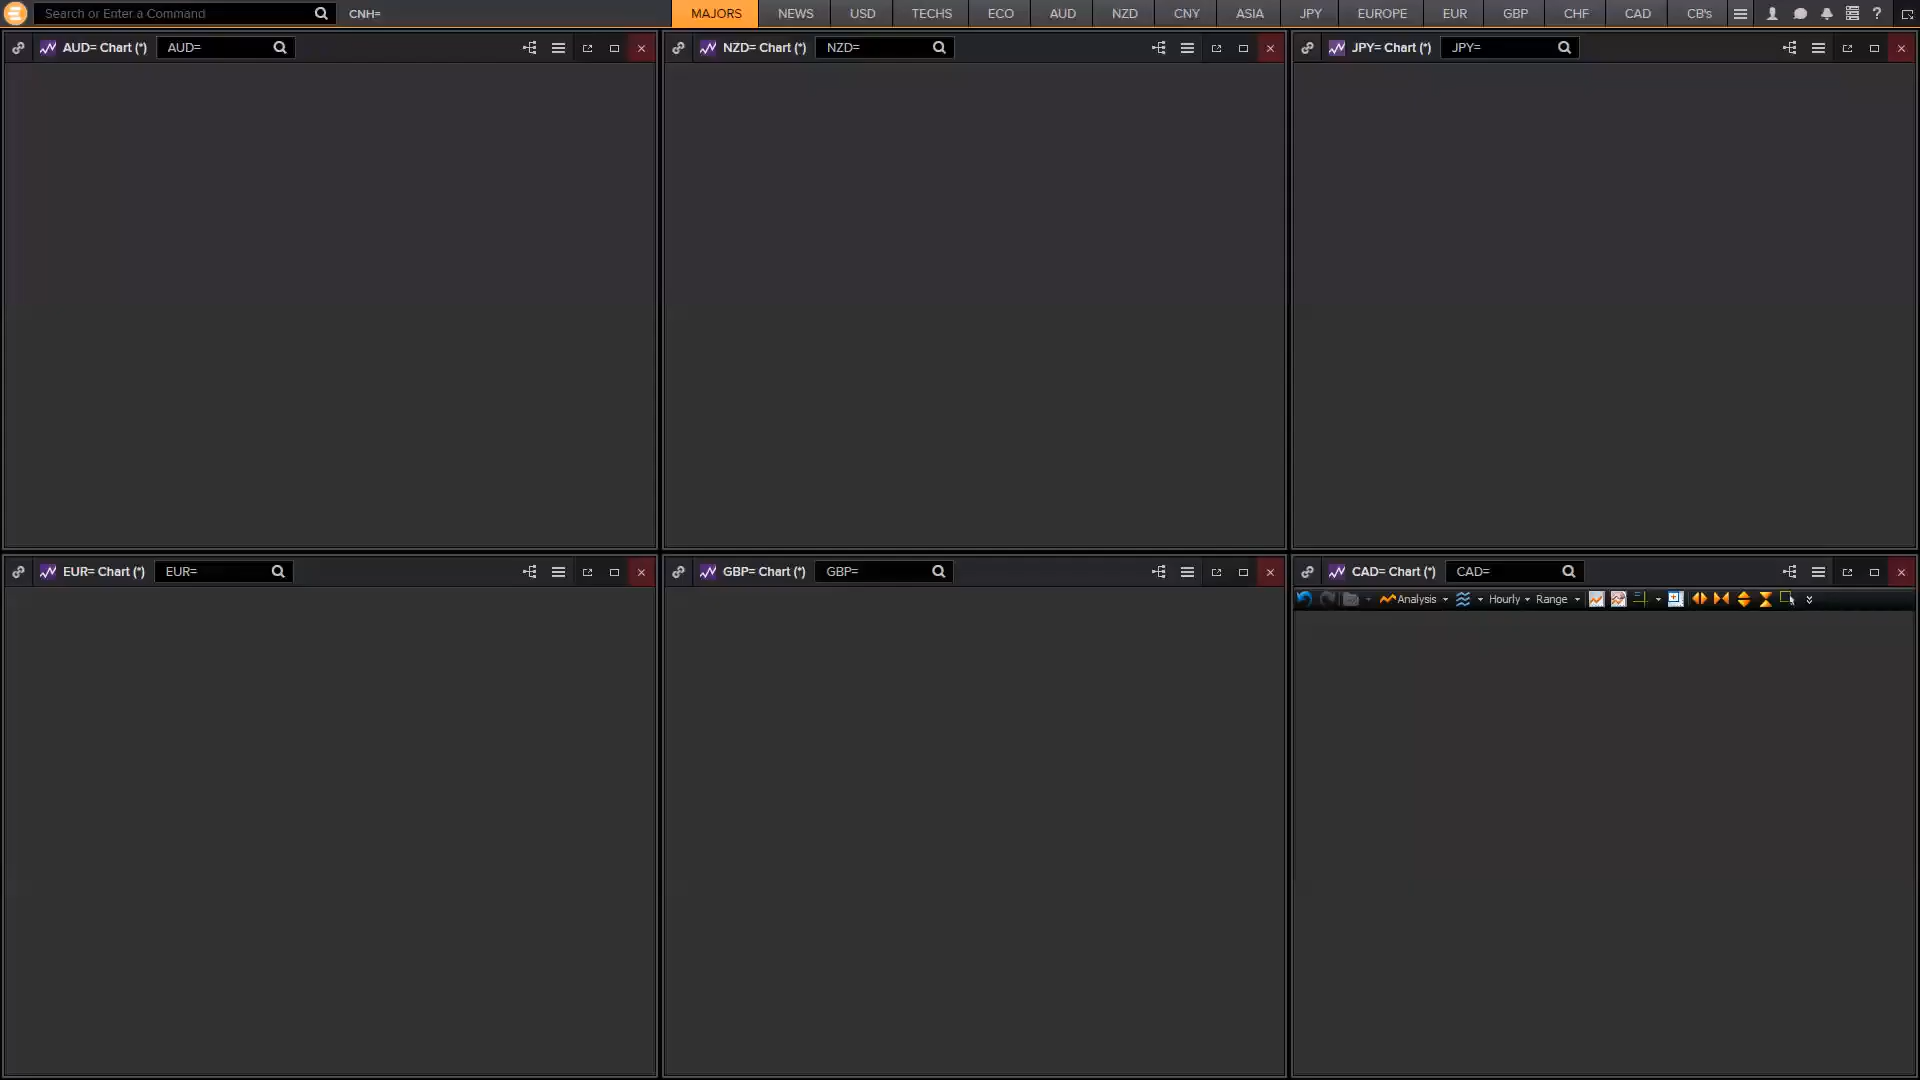 Search or Enter a Command CNH= MAJORS NEWS USD TECHS ECO AUD NZD CNY ASIA JPY EUROPE EUR GBP CHF CAD CB's ?
AUD= Chart (*) AUD= NZD= Chart (*) NZD= JPY= Chart (*) JPY=
EUR= Chart (*) EUR= GBP= Chart (*) GBP= CAD= Chart (*) CAD=
Analysis Hourly Range